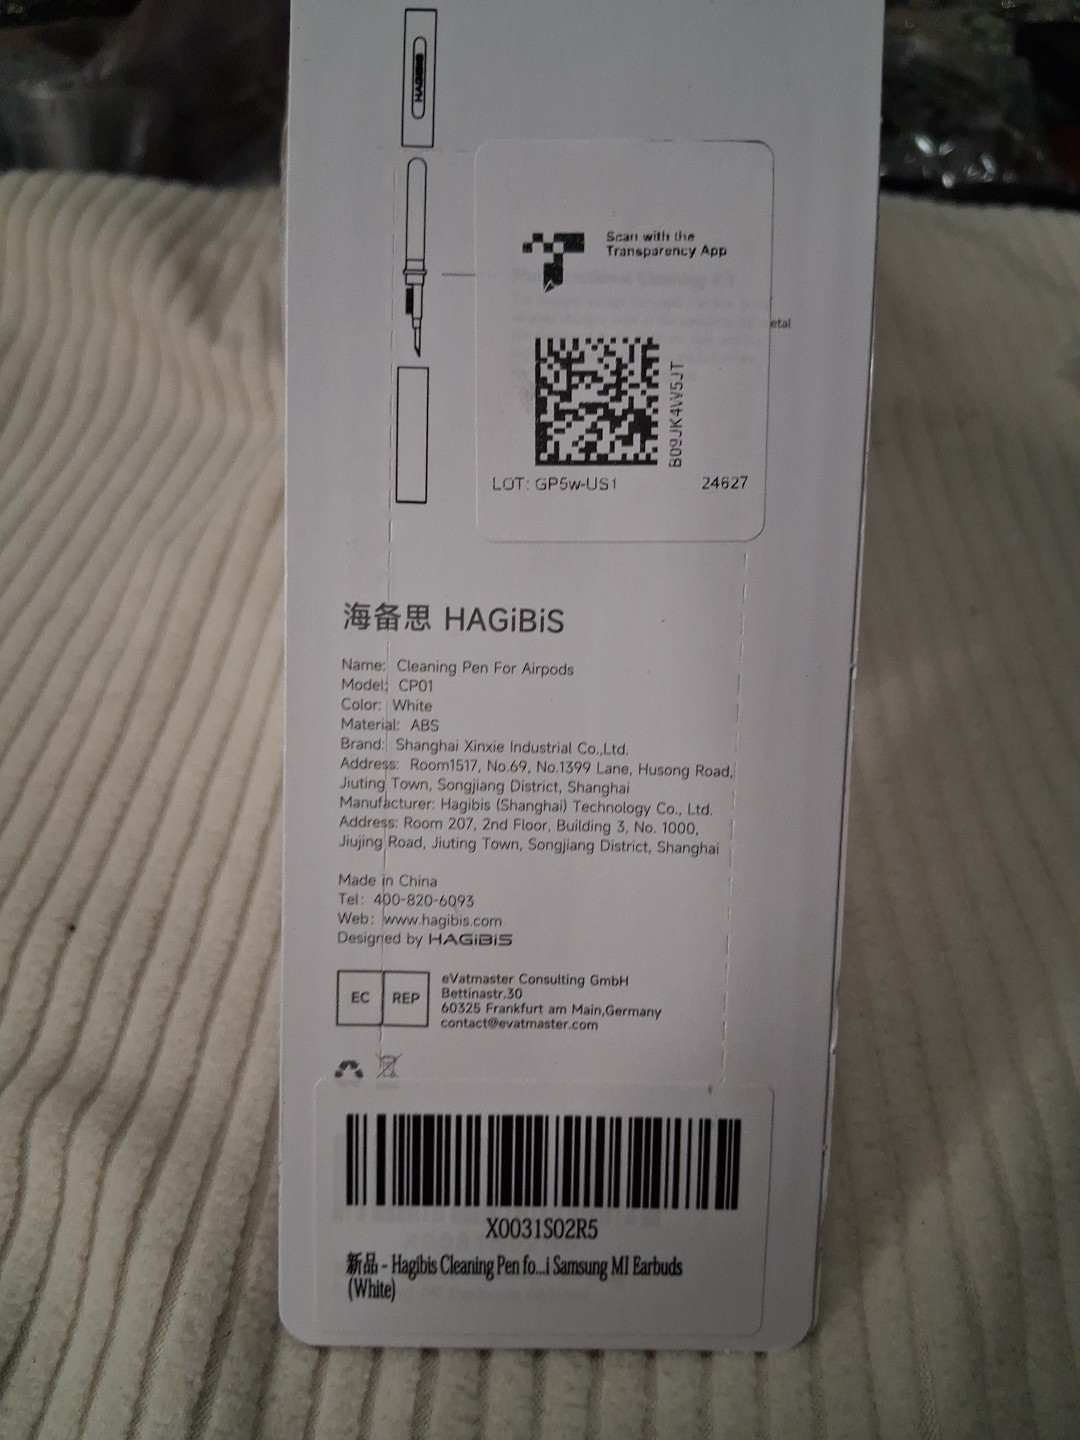 HAGIBIS
Scan with the
Transparency App
etal
B09JK4W5JT
LOT: GP5w-US1 24627
海备思 HAGiBiS
Name: Cleaning Pen For Airpods
Model: CP01
Color: White
Material: ABS
Brand: Shanghai Xinxie Industrial Co.,Ltd.
Address: Room1517, No.69, No.1399 Lane, Husong Road,
Jiuting Town, Songjiang District, Shanghai
Manufacturer: Hagibis (Shanghai) Technology Co., Ltd.
Address: Room 207, 2nd Floor, Building 3, No. 1000,
Jiujing Road, Jiuting Town, Songjiang District, Shanghai
Made in China
Tel: 400-820-6093
Web: www.hagibis.com
Designed by HAGiBiS
EC REP
eVatmaster Consulting GmbH
Bettinastr.30
60325 Frankfurt am Main,Germany
contact@evatmaster.com
X0031S02R5
新品 - Hagibis Cleaning Pen fo...i Samsung MI Earbuds
(White)